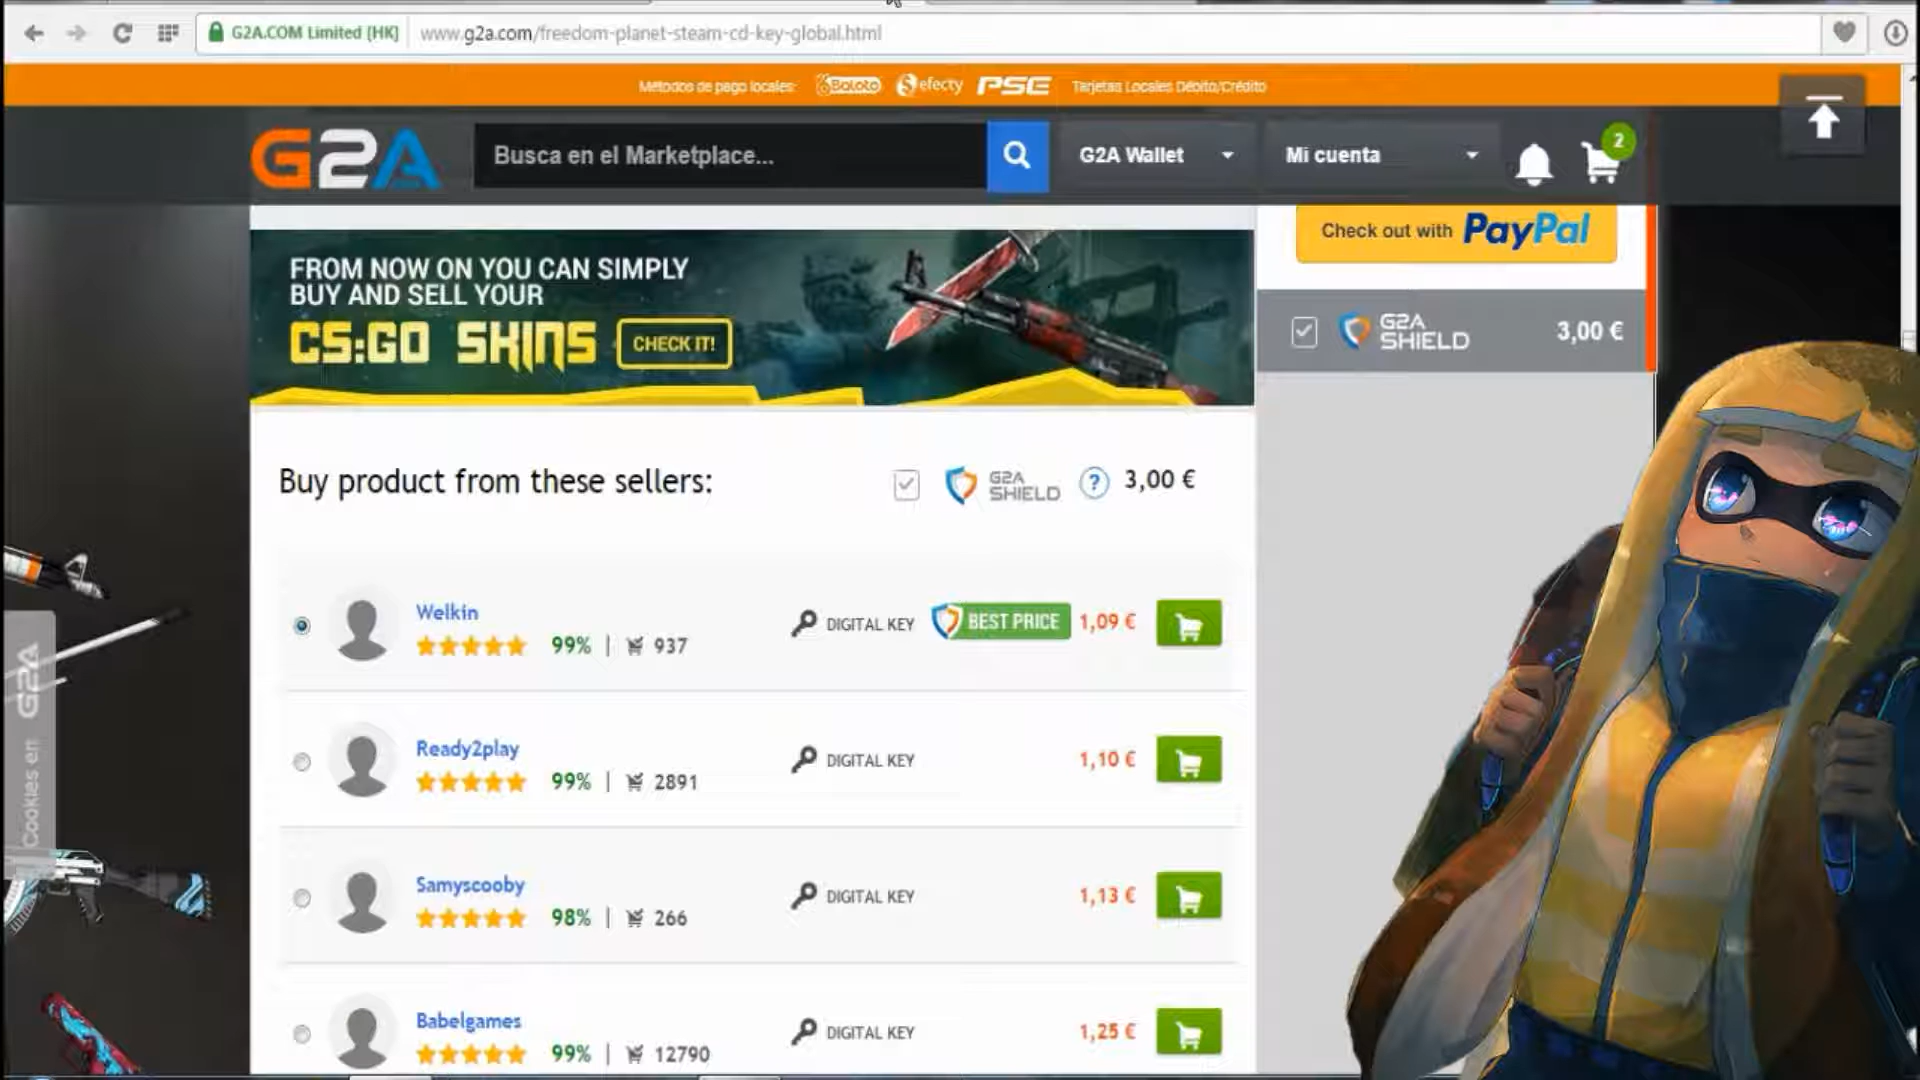 G2A.COM Limited [HK]
www.g2a.com/freedom-planet-steam-cd-key-global.html
Métodos de pago locales: Baloto efecty PSE Tarjetas Locales Débito/Crédito
G2A
Busca en el Marketplace...
G2A Wallet
Mi cuenta
2
FROM NOW ON YOU CAN SIMPLY
BUY AND SELL YOUR
CS:GO SKINS
CHECK IT!
Check out with PayPal
G2A SHIELD
3,00 €
Buy product from these sellers:
G2A SHIELD
?
3,00 €
Welkin
99% | 937
DIGITAL KEY
BEST PRICE
1,09 €
Ready2play
99% | 2891
DIGITAL KEY
1,10 €
Samyscooby
98% | 266
DIGITAL KEY
1,13 €
Babelgames
99% | 12790
DIGITAL KEY
1,25 €
Cookies en G2A